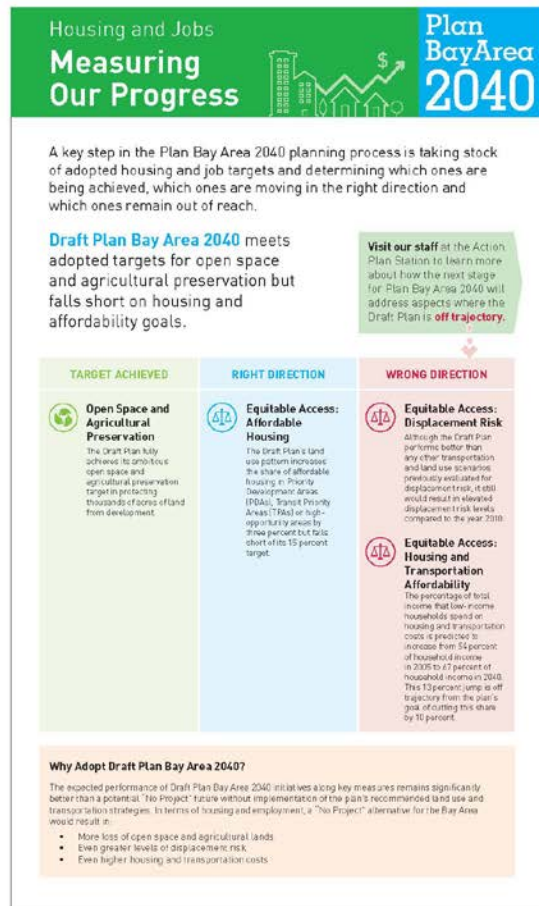 Housing and Jobs
Measuring
Our Progress
$
Plan
BayArea
2040
A key step in the Plan Bay Area 2040 planning process is taking stock
of adopted housing and job targets and determining which ones are
being achieved, which ones are moving in the right direction and
which ones remain out of reach.
Draft Plan Bay Area 2040 meets
adopted targets for open space
and agricultural preservation but
falls short on housing and
affordability goals.
Visit our staff at the Action
Plan Station to learn more
about how the next stage
for Plan Bay Area 2040 will
address aspects where the
Draft Plan is off trajectory.
TARGET ACHIEVED
Open Space and
Agricultural
Preservation
The Draft Plan fully
achieves its ambitious
open space and
agricultural preservation
target in protecting
thousands of acres of land
from development.
RIGHT DIRECTION
Equitable Access:
Affordable
Housing
The Draft Plan's land
use pattern increases
the share of affordable
housing in Priority
Development Areas
(PDAs), Transit Priority
Areas (TPAs) or high-
opportunity areas by
three percent but falls
short of its 15 percent
target.
WRONG DIRECTION
Equitable Access:
Displacement Risk
Although the Draft Plan
performs better than
any other transportation
and land use scenarios
previously evaluated for
displacement risk, it still
would result in elevated
displacement risk levels
compared to the year 2010.
Equitable Access:
Housing and
Transportation
Affordability
The percentage of total
income that low-income
households spend on
housing and transportation
costs is predicted to
increase from 54 percent
of household income
in 2005 to 67 percent of
household income in 2040.
This 13 percent jump is off
trajectory from the plan's
goal of cutting this share
by 10 percent.
Why Adopt Draft Plan Bay Area 2040?
The expected performance of Draft Plan Bay Area 2040 initiatives along key measures remains significantly
better than a potential "No Project" future without implementation of the plan's recommended land use and
transportation strategies. In terms of housing and employment, a "No Project" alternative for the Bay Area
would result in:
• More loss of open space and agricultural lands
• Even greater levels of displacement risk
• Even higher housing and transportation costs